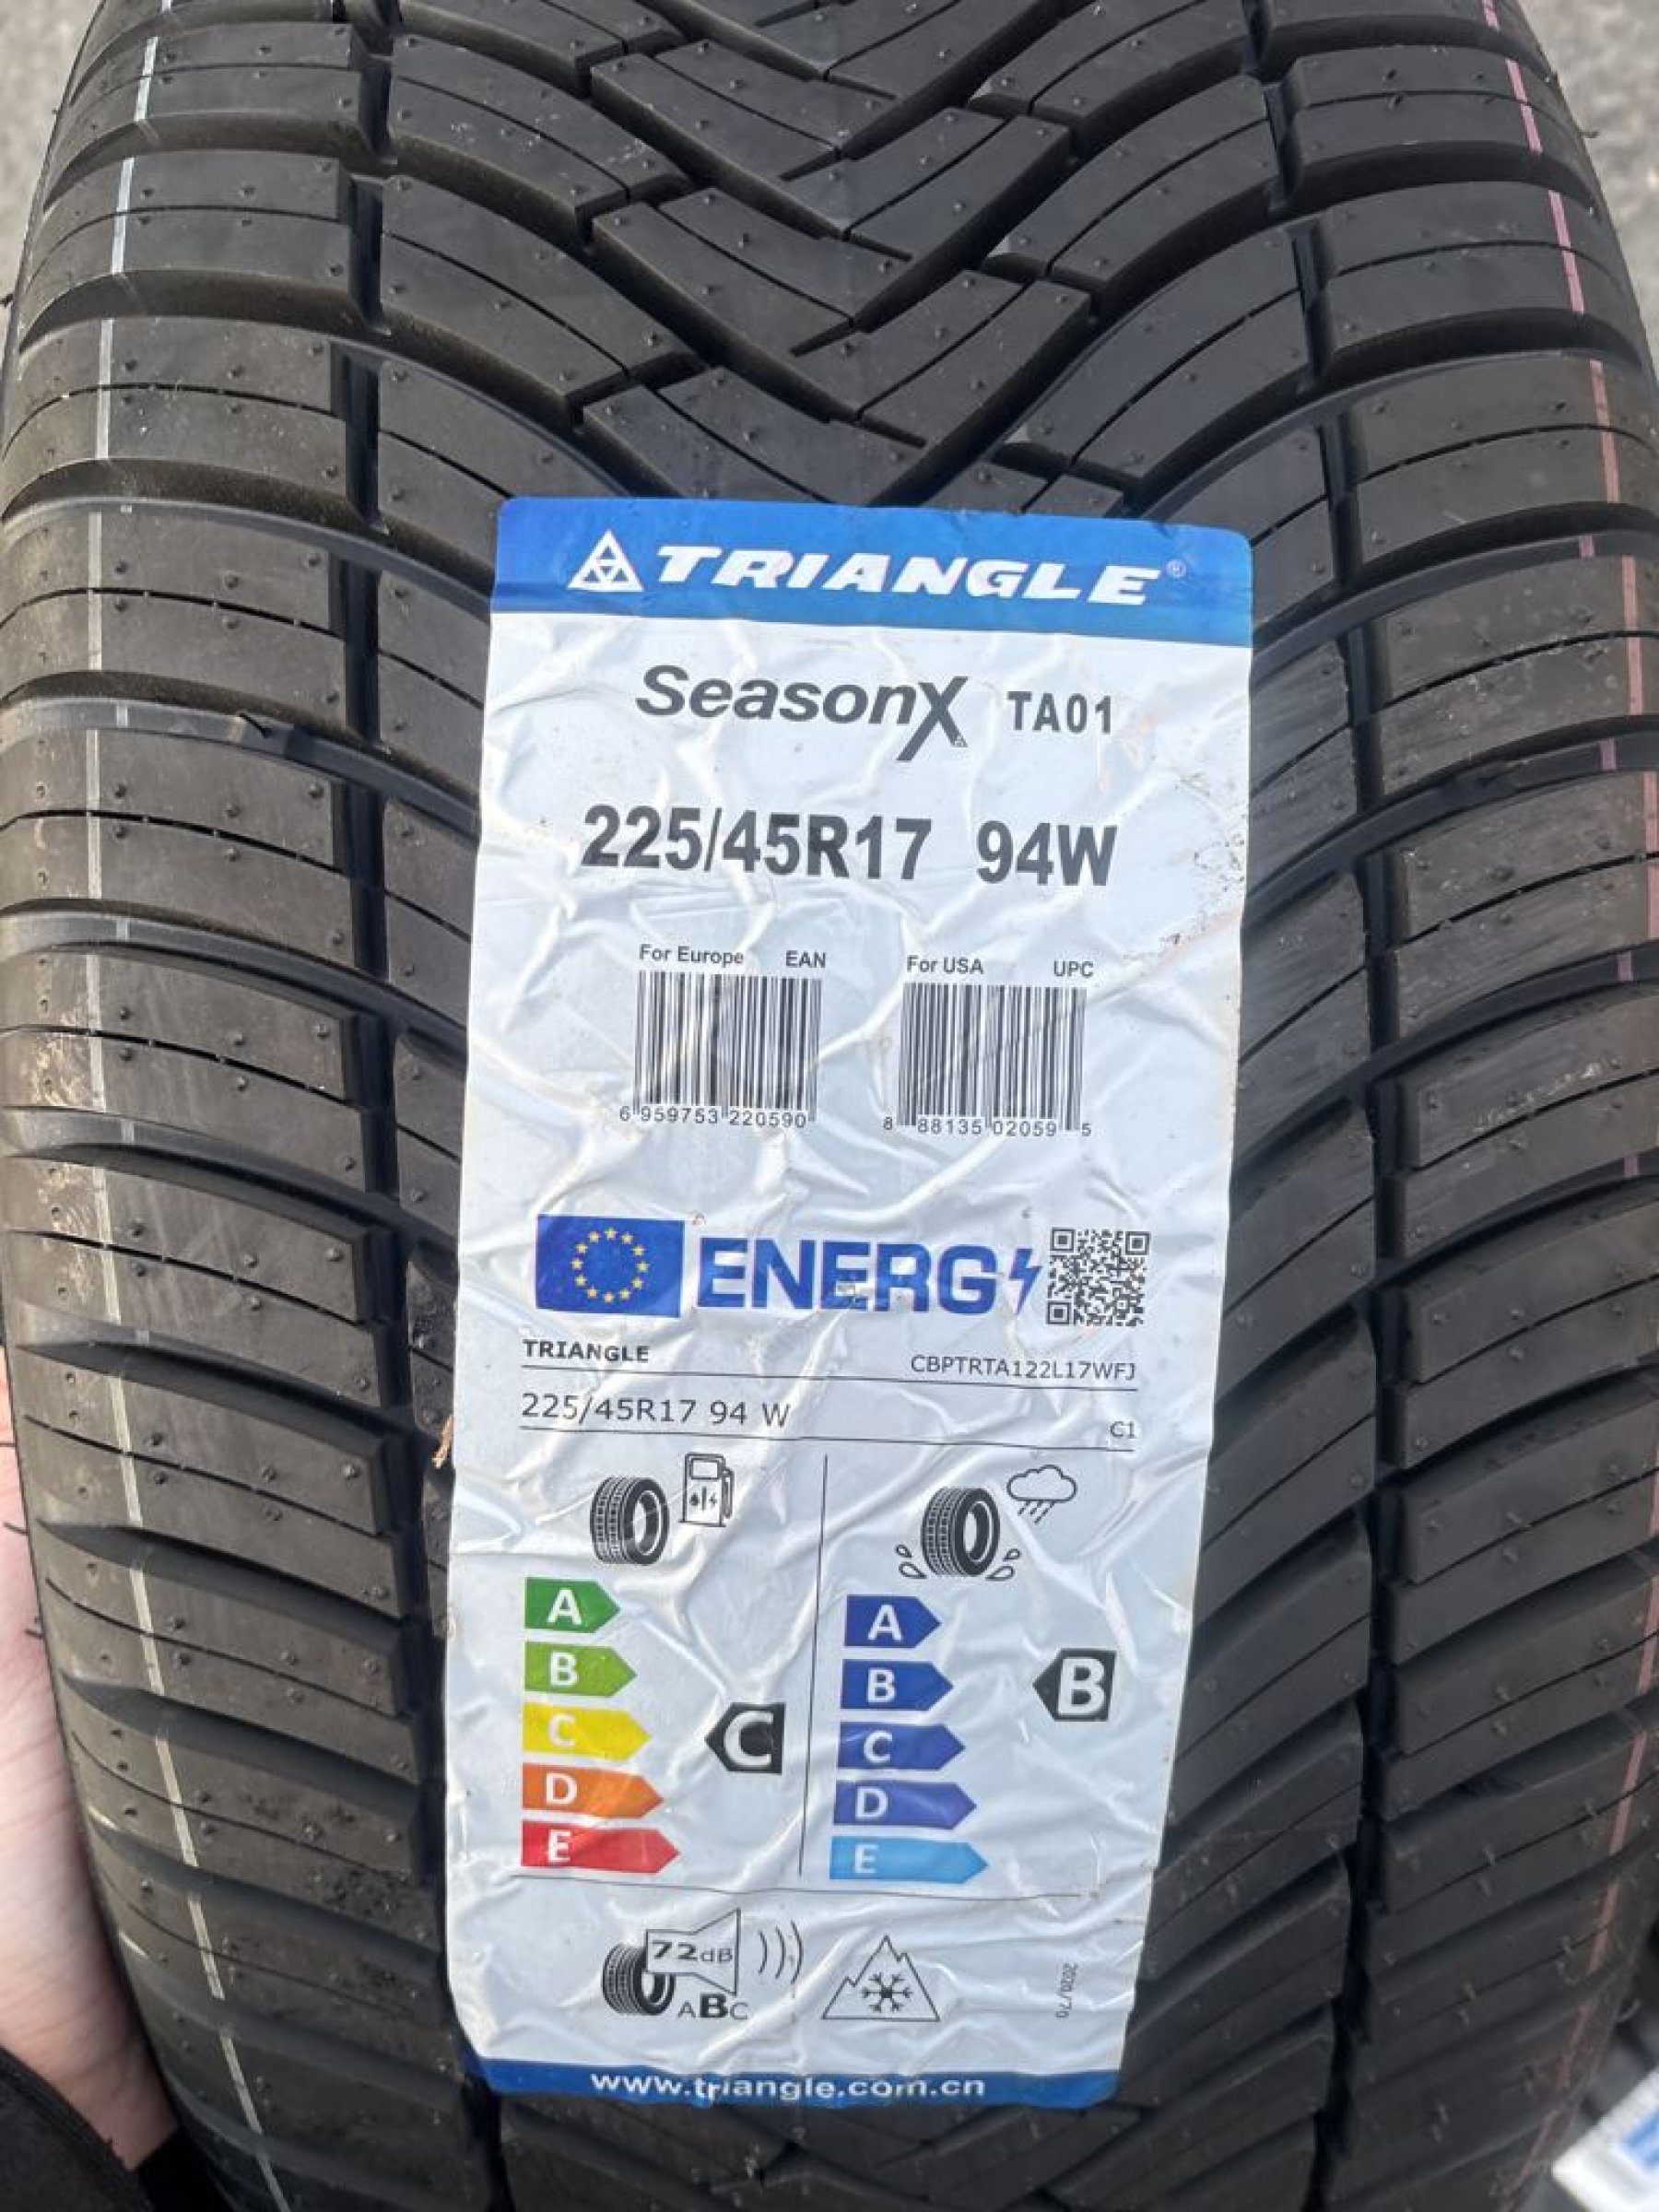 TRIANGLE®
SeasonX TA01
225/45R17 94W
For Europe EAN For USA UPC
6 959753 220590 8 88135 02059 5
ENERG
TRIANGLE CBPTRTA122L17WFJ
225/45R17 94 W C1
A A
B B B
C C C
D D
E E
72dB
ABC
2020/70
www.triangle.com.cn